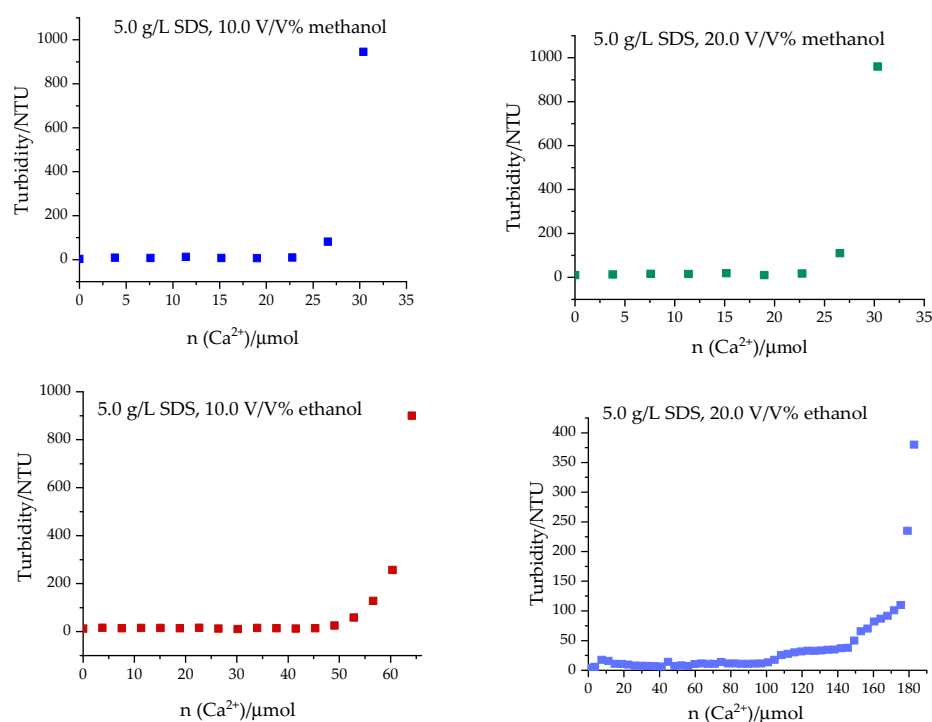 5.0 g/L SDS, 10.0 V/V% methanol
1000
800
600
400
200
0
Turbidity/NTU
0 5 10 15 20 25 30 35
n (Ca²⁺)/μmol
5.0 g/L SDS, 20.0 V/V% methanol
1000
800
600
400
200
0
Turbidity/NTU
0 5 10 15 20 25 30 35
n (Ca²⁺)/μmol
5.0 g/L SDS, 10.0 V/V% ethanol
1000
800
600
400
200
0
Turbidity/NTU
0 10 20 30 40 50 60
n (Ca²⁺)/μmol
5.0 g/L SDS, 20.0 V/V% ethanol
400
350
300
250
200
150
100
50
0
Turbidity/NTU
0 20 40 60 80 100 120 140 160 180
n (Ca²⁺)/μmol